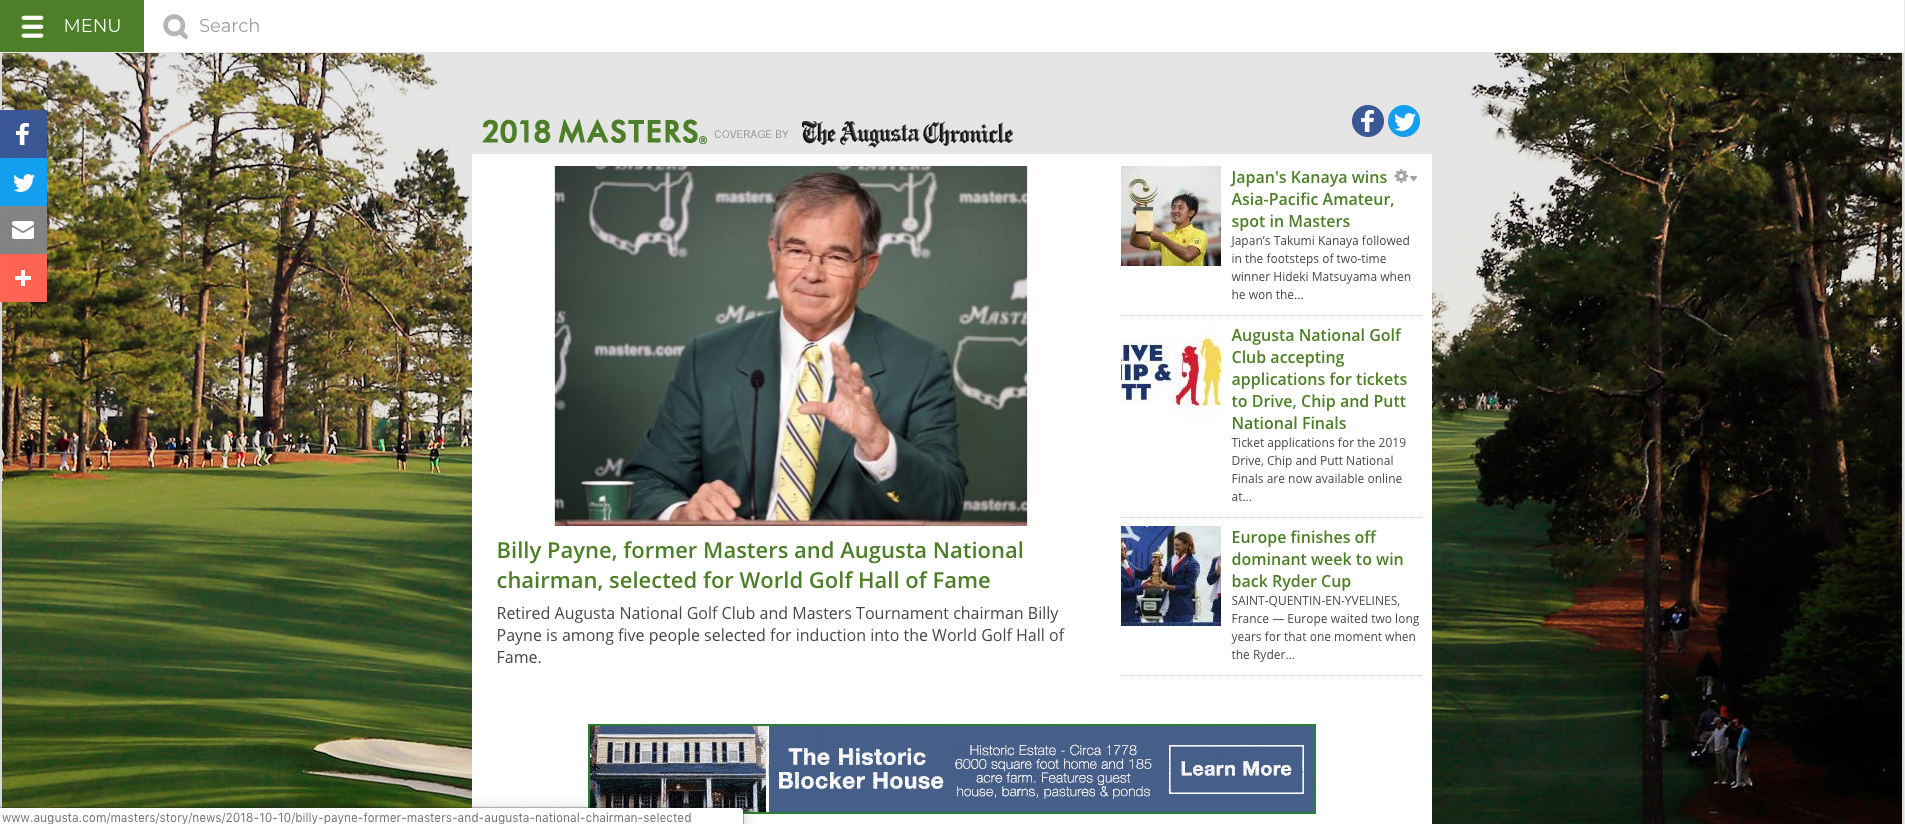 MENU
Search
2018 MASTERS® COVERAGE BY The Augusta Chronicle
masters.
masters.c
MAST
masters.com
masters.c
Billy Payne, former Masters and Augusta National
chairman, selected for World Golf Hall of Fame
Retired Augusta National Golf Club and Masters Tournament chairman Billy
Payne is among five people selected for induction into the World Golf Hall of
Fame.
Japan's Kanaya wins
Asia-Pacific Amateur,
spot in Masters
Japan's Takumi Kanaya followed
in the footsteps of two-time
winner Hideki Matsuyama when
he won the...
IVE
IP &
TT
Augusta National Golf
Club accepting
applications for tickets
to Drive, Chip and Putt
National Finals
Ticket applications for the 2019
Drive, Chip and Putt National
Finals are now available online
at...
Europe finishes off
dominant week to win
back Ryder Cup
SAINT-QUENTIN-EN-YVELINES,
France — Europe waited two long
years for that one moment when
the Ryder...
The Historic
Blocker House
Historic Estate - Circa 1778
6000 square foot home and 185
acre farm. Features guest
house, barns, pastures & ponds
Learn More
www.augusta.com/masters/story/news/2018-10-10/billy-payne-former-masters-and-augusta-national-chairman-selected